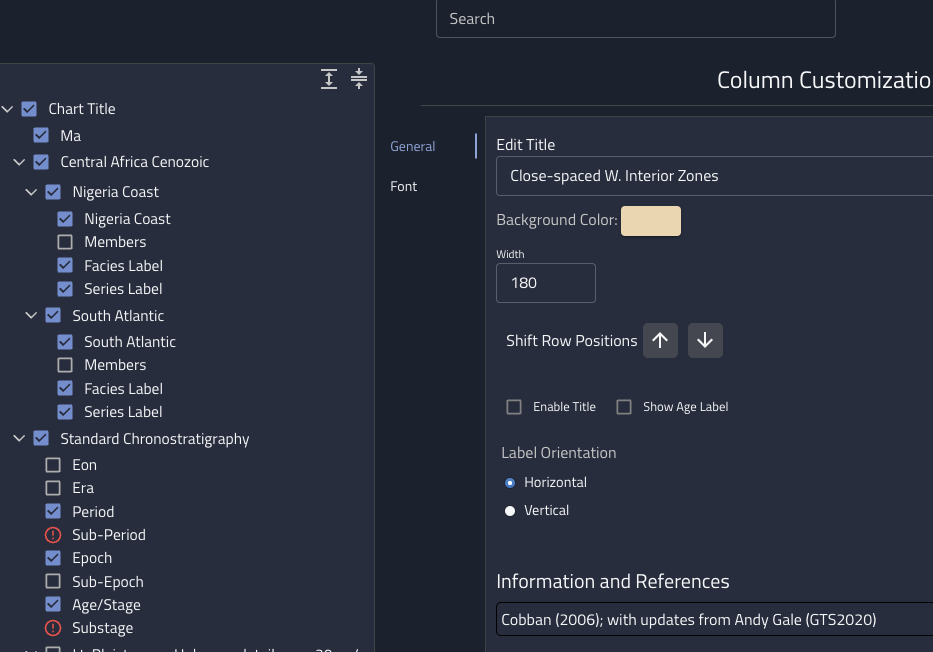 Search
Column Customizatio
Chart Title
Ma
Central Africa Cenozoic
Nigeria Coast
Nigeria Coast
Members
Facies Label
Series Label
South Atlantic
South Atlantic
Members
Facies Label
Series Label
Standard Chronostratigraphy
Eon
Era
Period
Sub-Period
Epoch
Sub-Epoch
Age/Stage
Substage
General
Font
Edit Title
Close-spaced W. Interior Zones
Background Color:
Width
180
Shift Row Positions
Enable Title
Show Age Label
Label Orientation
Horizontal
Vertical
Information and References
Cobban (2006); with updates from Andy Gale (GTS2020)